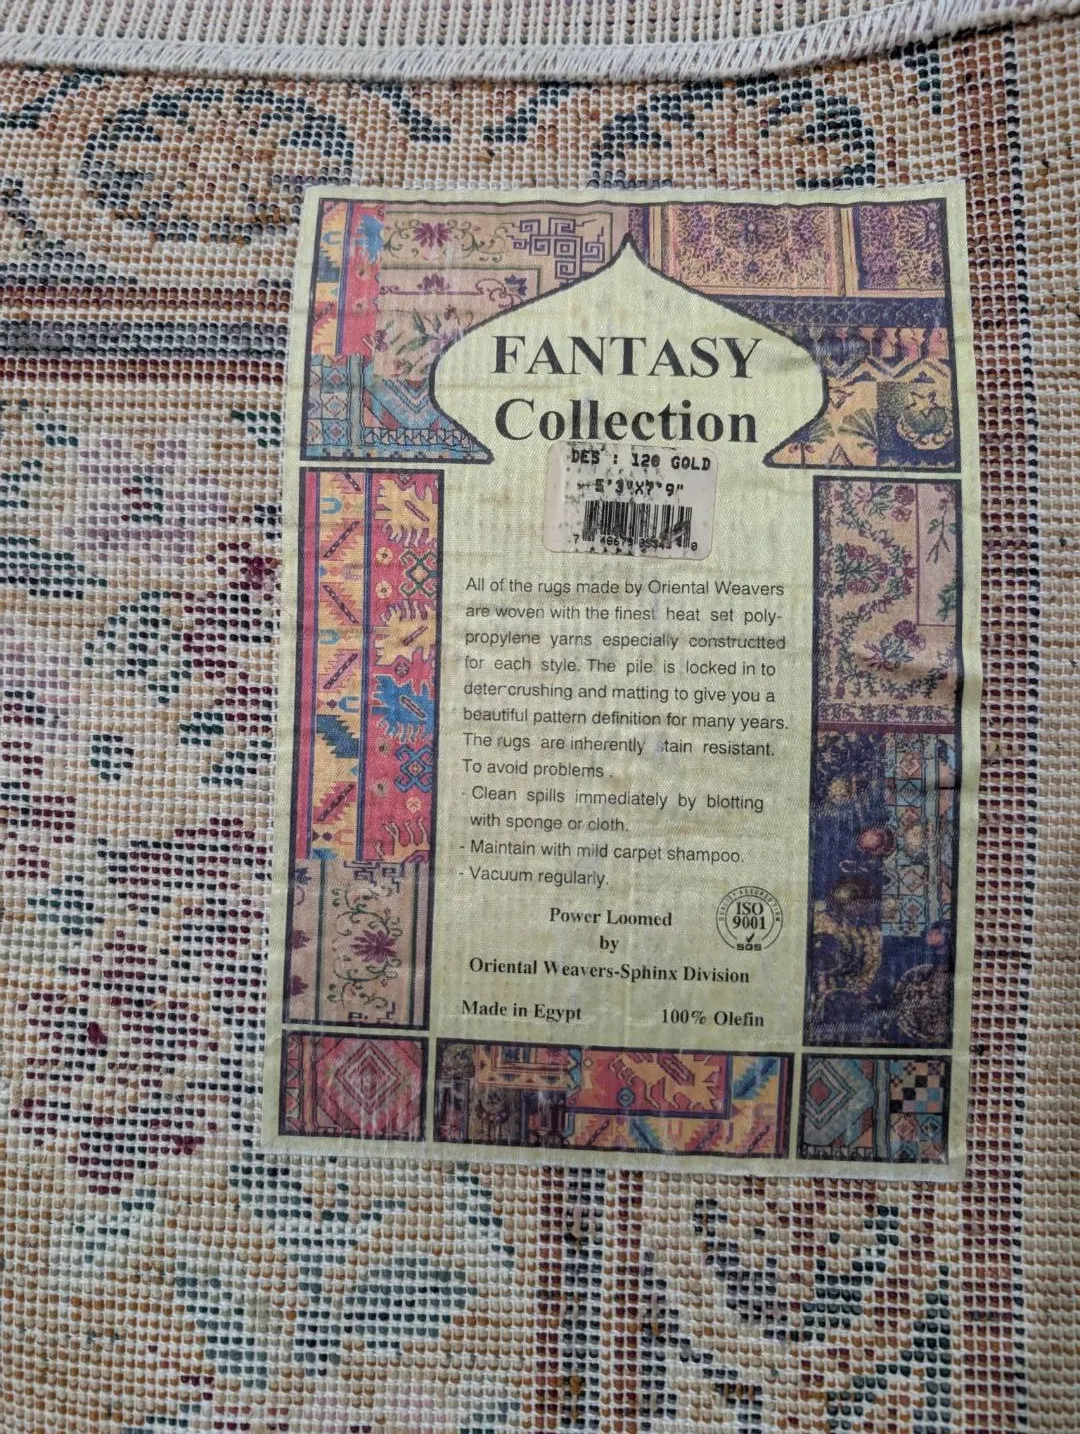 FANTASY
Collection
DES : 120 GOLD
5'3"X7'9"
All of the rugs made by Oriental Weavers
are woven with the finest heat set poly-
propylene yarns especially constructted
for each style. The pile is locked in to
deter crushing and matting to give you a
beautiful pattern definition for many years.
The rugs are inherently stain resistant.
To avoid problems .
- Clean spills immediately by blotting
with sponge or cloth.
- Maintain with mild carpet shampoo.
- Vacuum regularly.
Power Loomed
by
Oriental Weavers-Sphinx Division
Made in Egypt 100% Olefin
ISO
9001
SGS